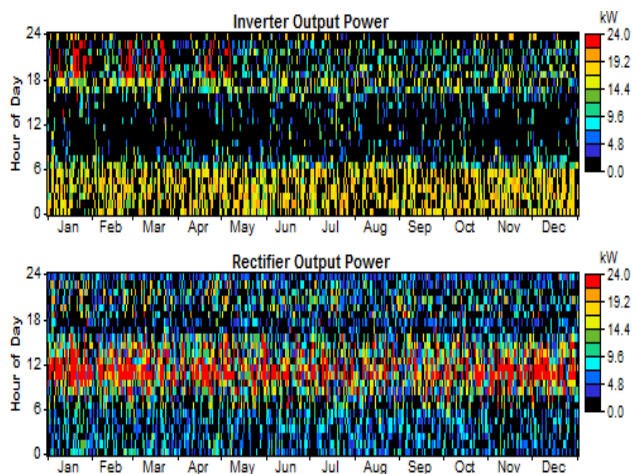 Inverter Output Power
kW
24
18
12
6
0
Hour of Day
Jan Feb Mar Apr May Jun Jul Aug Sep Oct Nov Dec
24.0
19.2
14.4
9.6
4.8
0.0
Rectifier Output Power
kW
24
18
12
6
0
Hour of Day
Jan Feb Mar Apr May Jun Jul Aug Sep Oct Nov Dec
24.0
19.2
14.4
9.6
4.8
0.0